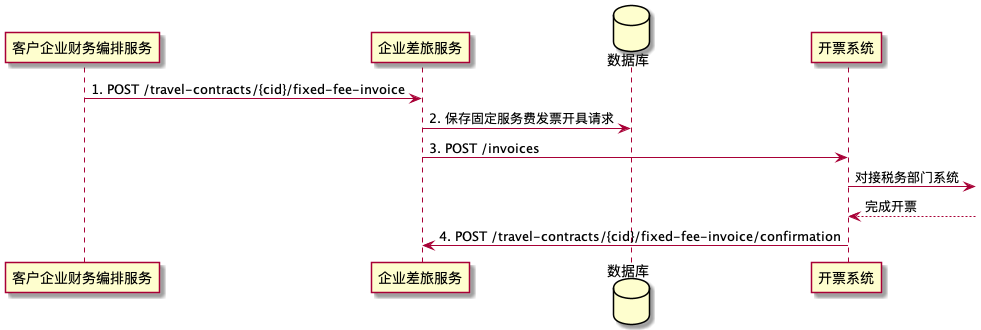 客户企业财务编排服务
企业差旅服务
数据库
开票系统
1. POST /travel-contracts/{cid}/fixed-fee-invoice
2. 保存固定服务费发票开具请求
3. POST /invoices
对接税务部门系统
完成开票
4. POST /travel-contracts/{cid}/fixed-fee-invoice/confirmation
客户企业财务编排服务
企业差旅服务
数据库
开票系统